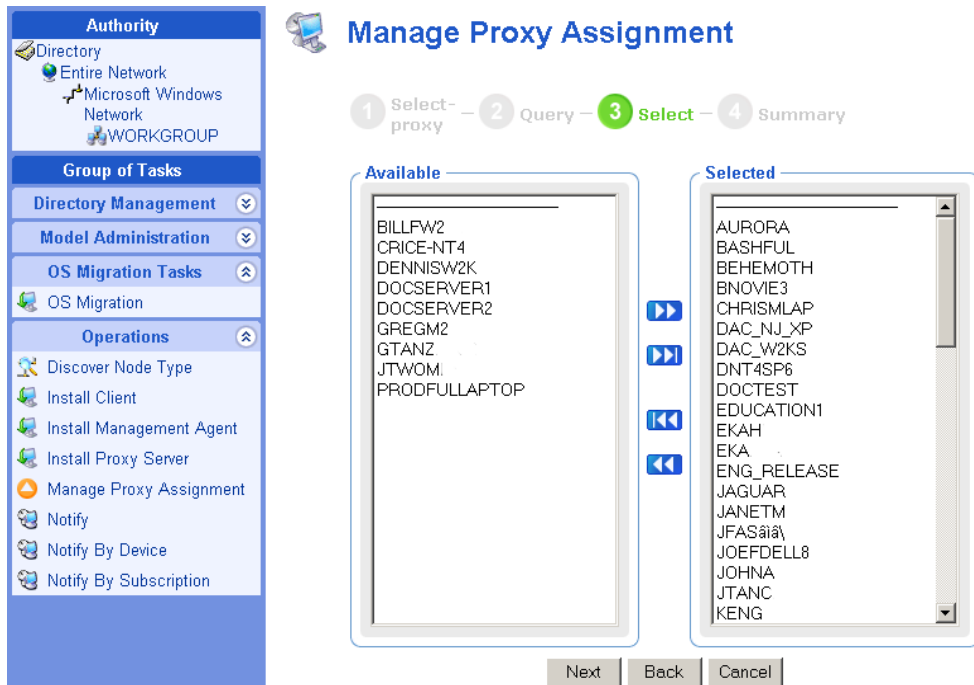 Authority
Directory
Entire Network
Microsoft Windows
Network
WORKGROUP
Group of Tasks
Directory Management
Model Administration
OS Migration Tasks
OS Migration
Operations
Discover Node Type
Install Client
Install Management Agent
Install Proxy Server
Manage Proxy Assignment
Notify
Notify By Device
Notify By Subscription
Manage Proxy Assignment
1 Select-
proxy
2 Query
3 Select
4 Summary
Available
BILLFW2
CRICE-NT4
DENNISW2K
DOCSERVER1
DOCSERVER2
GREGM2
GTANZ
JTWOM
PRODFULLAPTOP
Selected
AURORA
BASHFUL
BEHEMOTH
BNOVIE3
CHRISMLAP
DAC_NJ_XP
DAC_W2KS
DNT4SP6
DOCTEST
EDUCATION1
EKAH
EKA
ENG_RELEASE
JAGUAR
JANETM
JFASâìâ\
JOEFDELL8
JOHNA
JTANC
KENG
Next
Back
Cancel